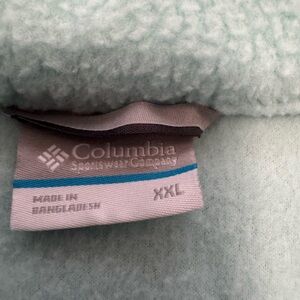 Columbia
Sportswear Company
XXL
MADE IN
BANGLADESH